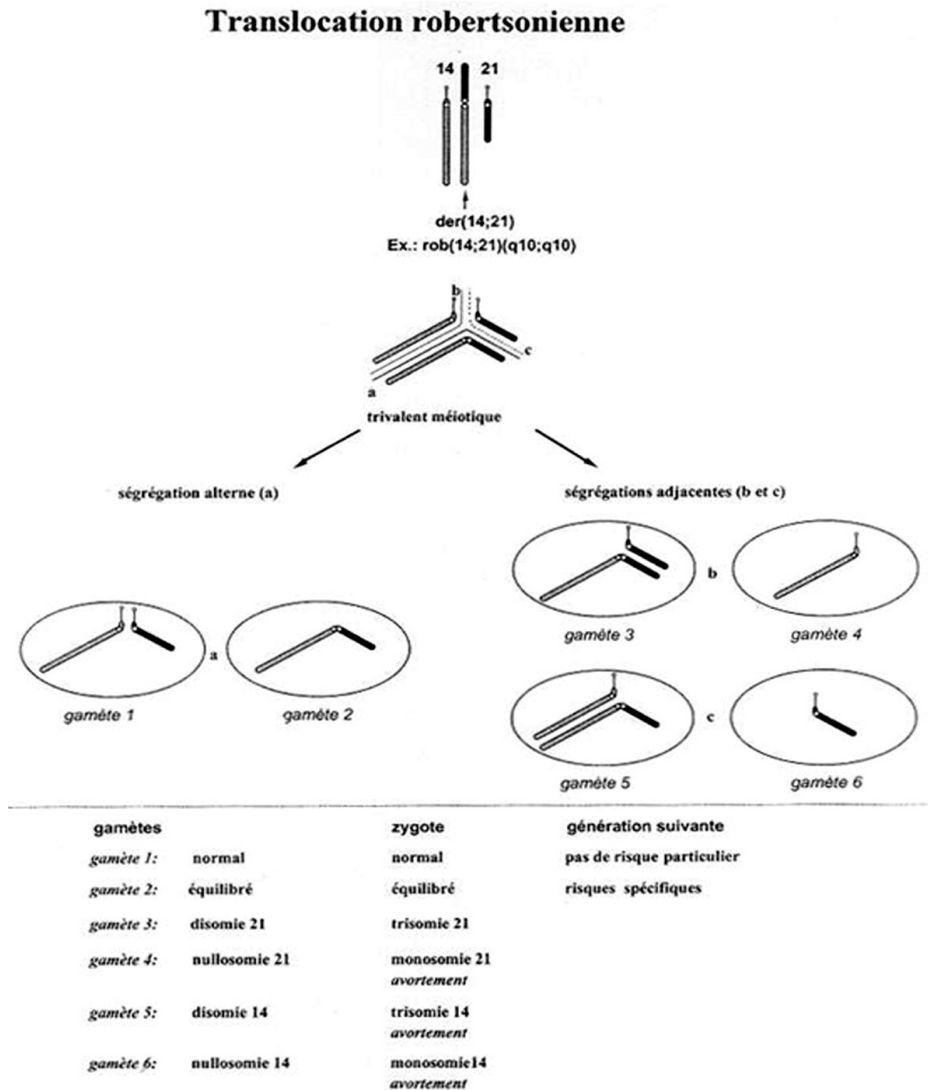 Translocation robertsonienne
14 21
der(14;21)
Ex.: rob(14;21)(q10;q10)
b
c
a
trivalent méiotique
ségrégation alterne (a)
ségrégations adjacentes (b et c)
b
gamète 3
gamète 4
a
gamète 1
gamète 2
c
gamète 5
gamète 6
gamètes zygote génération suivante
gamète 1: normal normal pas de risque particulier
gamète 2: équilibré équilibré risques spécifiques
gamète 3: disomie 21 trisomie 21
gamète 4: nullosomie 21 monosomie 21
avortement
gamète 5: disomie 14 trisomie 14
avortement
gamète 6: nullosomie 14 monosomie14
avortement